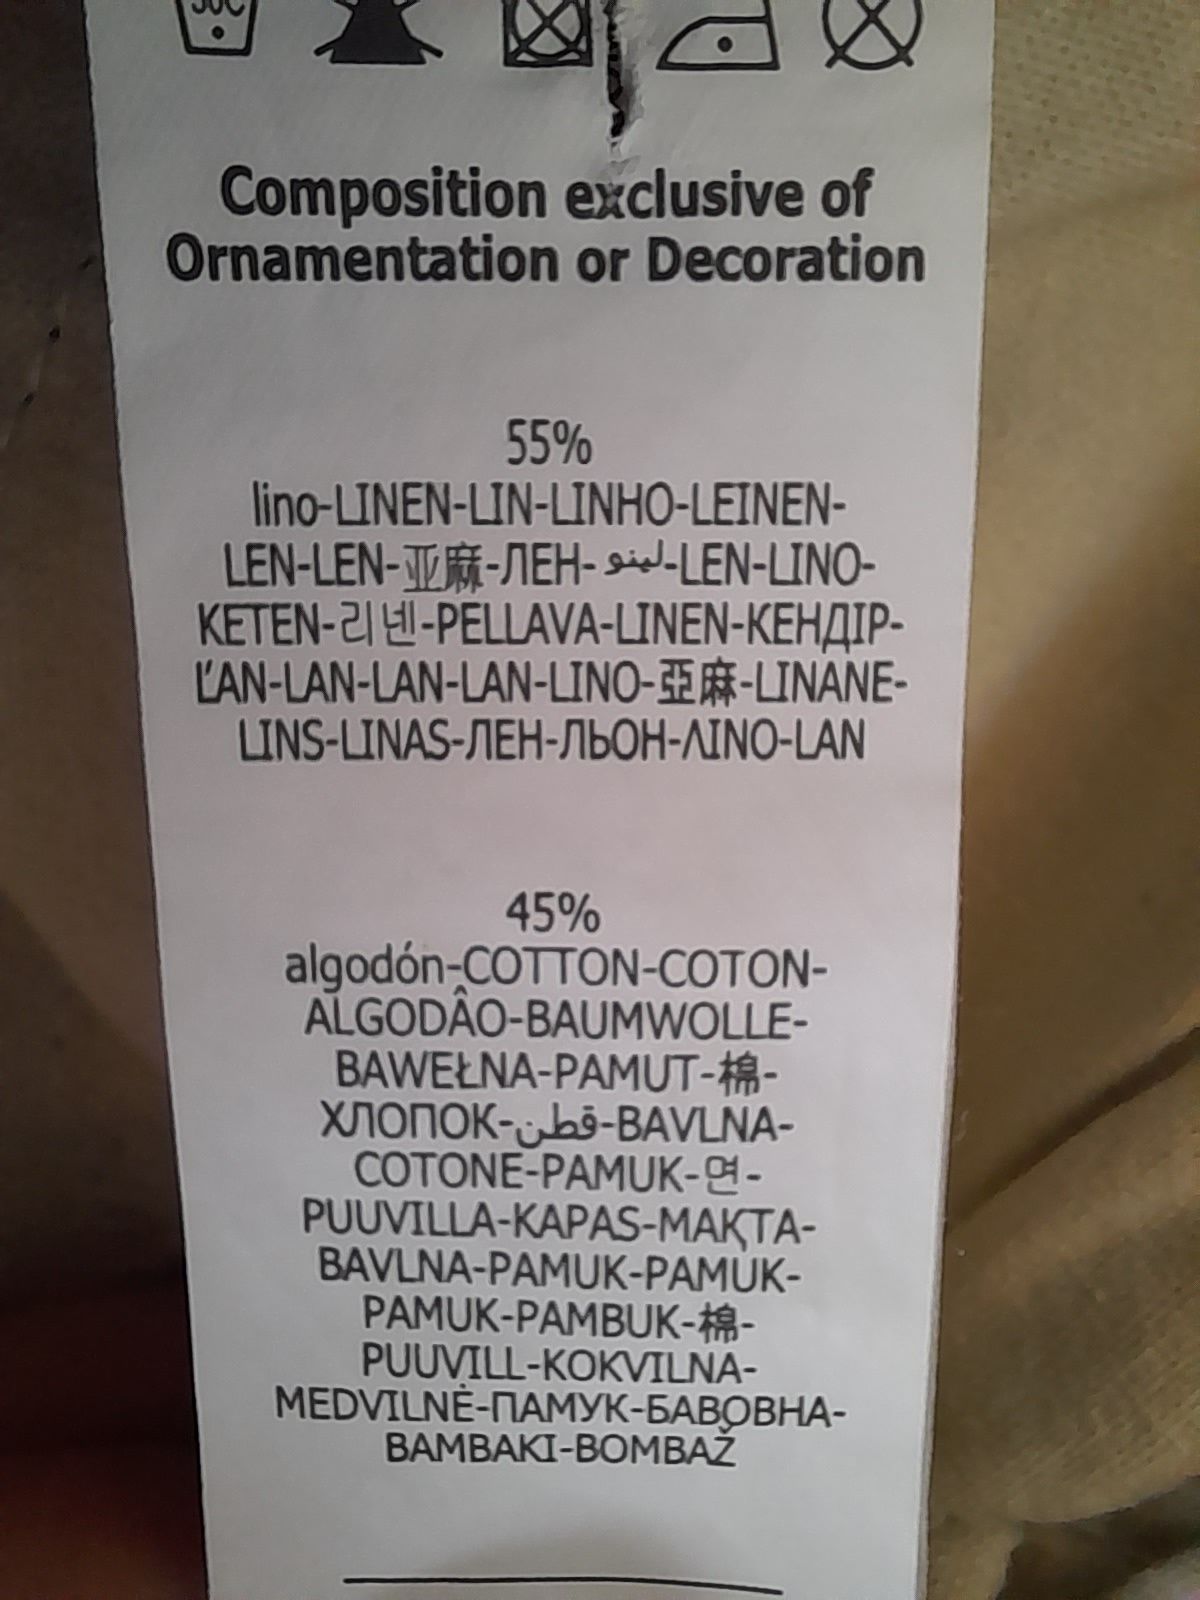 30C
Composition exclusive of
Ornamentation or Decoration
55%
lino-LINEN-LIN-LINHO-LEINEN-
LEN-LEN-亚麻-ЛЕН-لينو-LEN-LINO-
KETEN-리넨-PELLAVA-LINEN-КЕНДІР-
ĽAN-LAN-LAN-LAN-LINO-亞麻-LINANE-
LINS-LINAS-ЛЕН-ЛЬОН-ΛINO-LAN
45%
algodón-COTTON-COTON-
ALGODÂO-BAUMWOLLE-
BAWEŁNA-PAMUT-棉-
ХЛОПОК-قطن-BAVLNA-
COTONE-PAMUK-면-
PUUVILLA-KAPAS-МАҚТА-
BAVLNA-PAMUK-PAMUK-
PAMUK-PAMBUK-棉-
PUUVILL-KOKVILNA-
MEDVILNĖ-ПАМУК-БАВОВНА-
BAMBAKI-BOMBAŽ